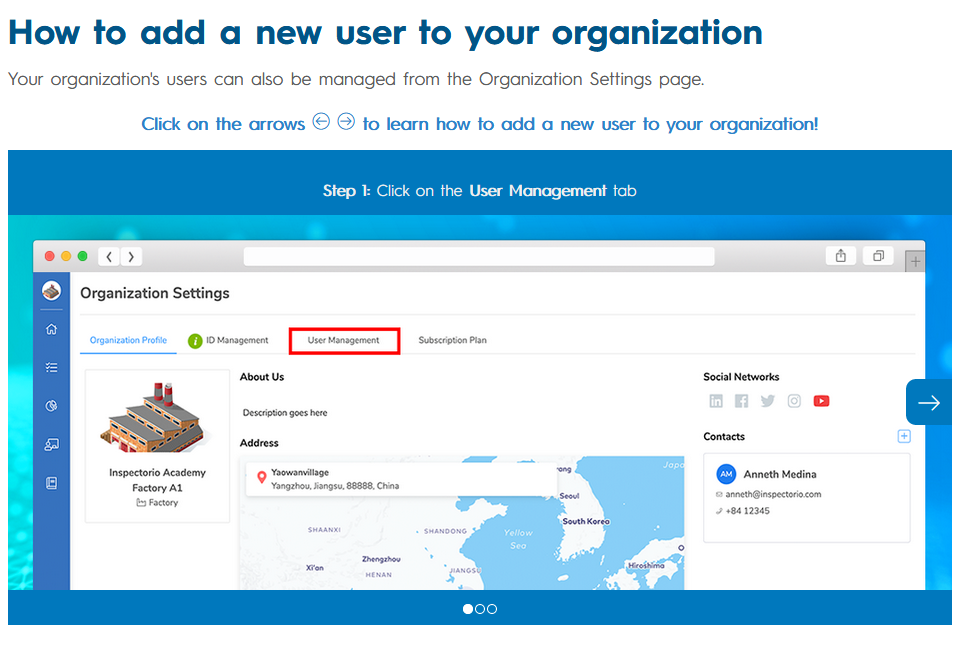 How to add a new user to your organization
Your organization's users can also be managed from the Organization Settings page.
Click on the arrows to learn how to add a new user to your organization!
Step 1: Click on the User Management tab
Organization Settings
Organization Profile
i ID Management
User Management
Subscription Plan
Inspectorio Academy
Factory A1
Factory
About Us
Description goes here
Address
Yaowanvillage
Yangzhou, Jiangsu, 88888, China
SHAANXI
SHANDONG
Zhengzhou
Xi'an
HENAN
JIANGSU
Yellow
Sea
Seoul
South Korea
Japa
Hiroshima
Social Networks
Contacts
AM Anneth Medina
anneth@inspectorio.com
+84 12345